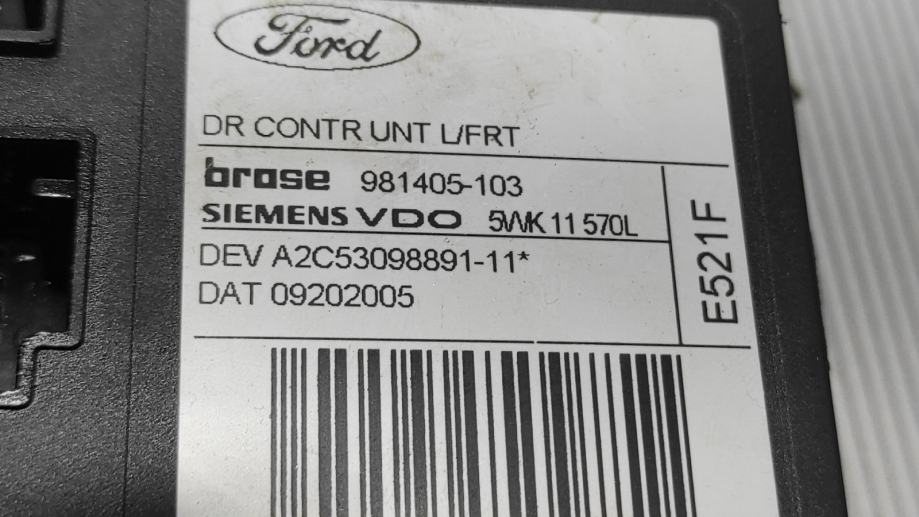 Ford
DR CONTR UNT L/FRT
brose 981405-103
SIEMENS VDO 5WK 11 570L
DEV A2C53098891-11*
DAT 09202005
E521F